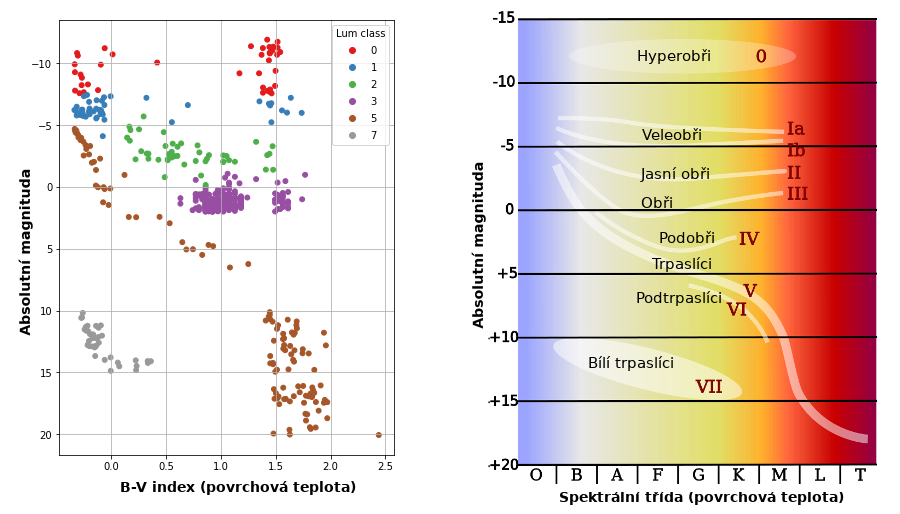 Lum class
0
1
2
3
5
7
−10
−5
0
5
10
15
20
0.0 0.5 1.0 1.5 2.0 2.5
B-V index (povrchová teplota)
Absolutní magnituda
-15
-10
-5
0
+5
+10
+15
+20
Absolutní magnituda
Hyperobři 0
Veleobři Ia
Ib
Jasní obři II
Obři III
Podobři IV
Trpaslíci V
Podtrpaslíci VI
Bílí trpaslíci VII
O B A F G K M L T
Spektrální třída (povrchová teplota)